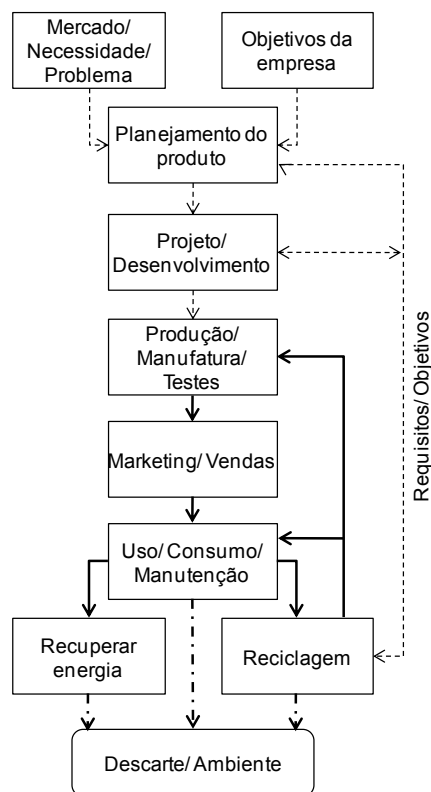 Mercado/
Necessidade/
Problema
Objetivos da
empresa
Planejamento do
produto
Projeto/
Desenvolvimento
Produção/
Manufatura/
Testes
Marketing/ Vendas
Uso/ Consumo/
Manutenção
Requisitos/ Objetivos
Recuperar
energia
Reciclagem
Descarte/ Ambiente